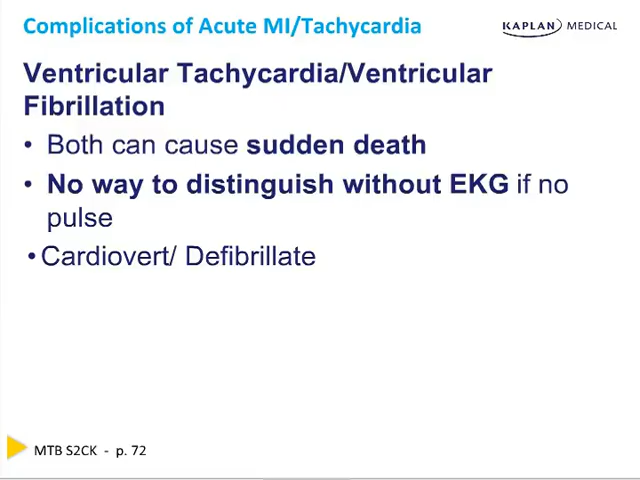 Complications of Acute MI/Tachycardia
KAPLAN MEDICAL
Ventricular Tachycardia/Ventricular
Fibrillation
• Both can cause sudden death
• No way to distinguish without EKG if no
pulse
• Cardiovert/ Defibrillate
MTB S2CK - p. 72